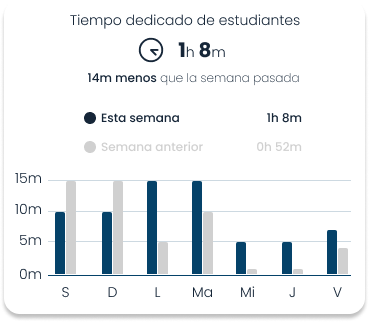 Tiempo dedicado de estudiantes
1h 8m
14m menos que la semana pasada
Esta semana 1h 8m
Semana anterior 0h 52m
15m
10m
5m
0m
S D L Ma Mi J V